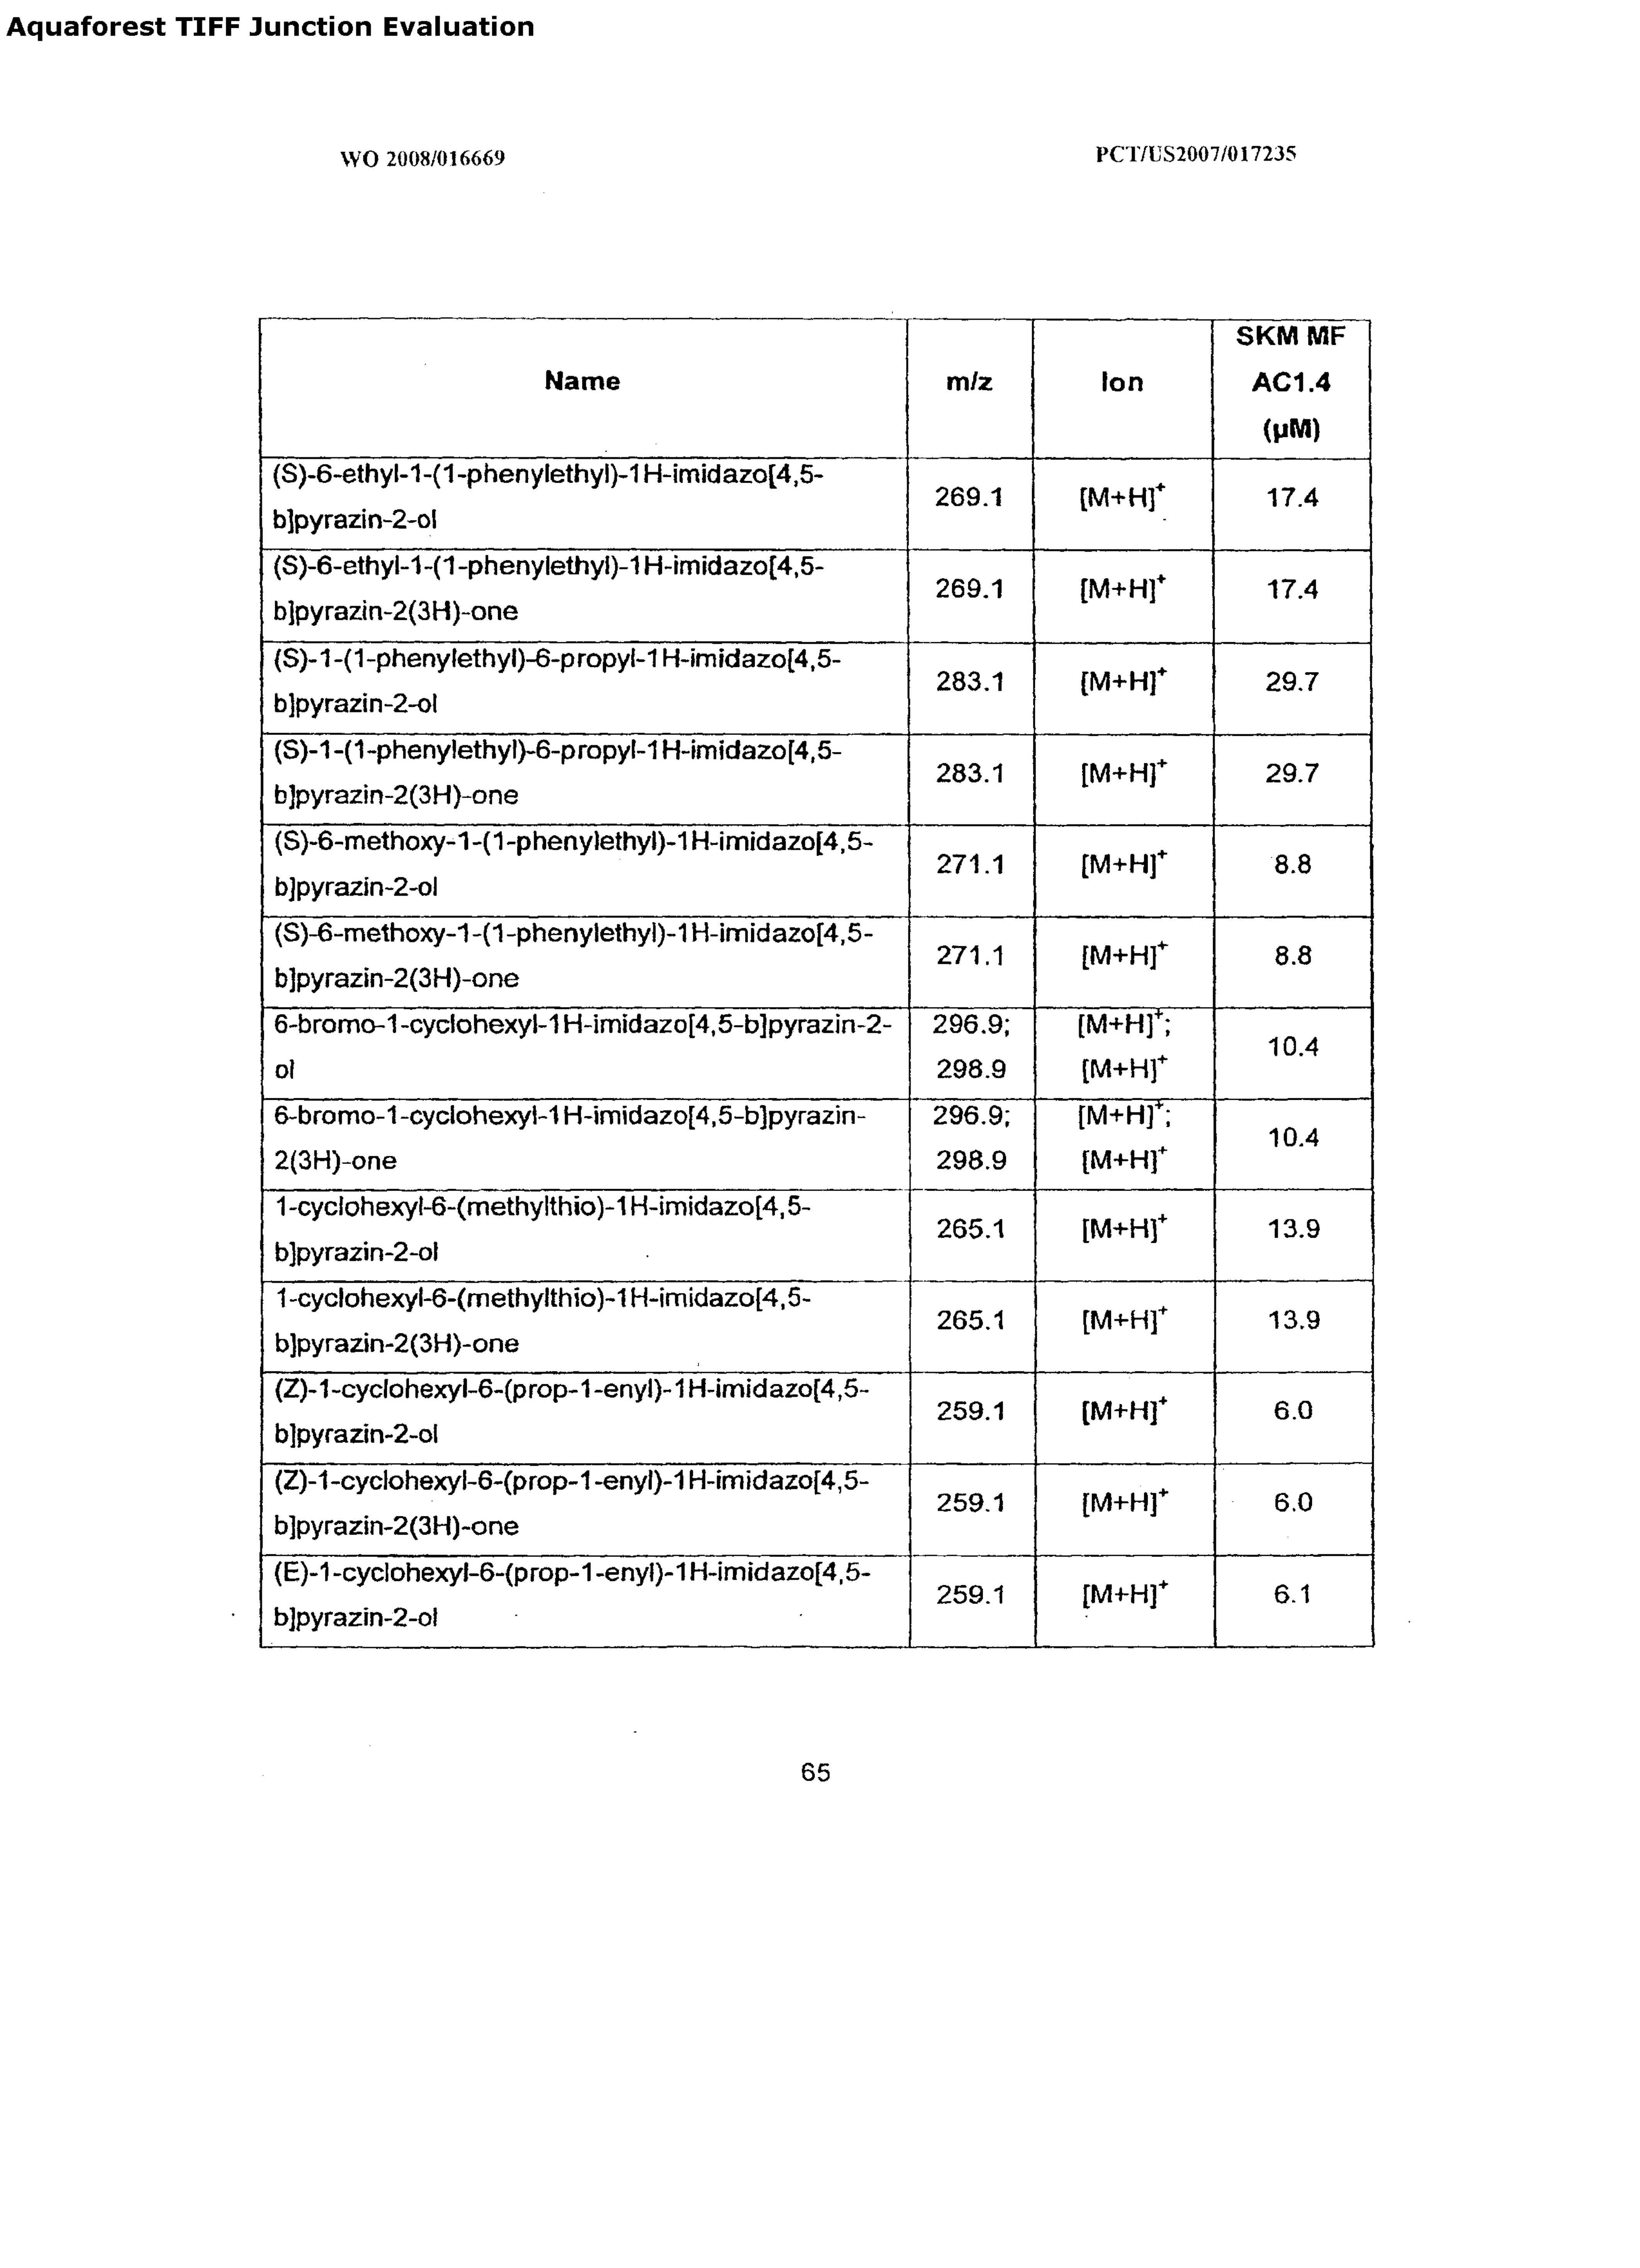 Aquaforest TIFF Junction Evaluation
WO 2008/016669
PCT/US2007/017235
Name
m/z
Ion
SKM MF
AC1.4
(µM)
(S)-6-ethyl-1-(1-phenylethyl)-1H-imidazo[4,5-
b]pyrazin-2-ol
269.1
[M+H]⁺
17.4
(S)-6-ethyl-1-(1-phenylethyl)-1H-imidazo[4,5-
b]pyrazin-2(3H)-one
269.1
[M+H]⁺
17.4
(S)-1-(1-phenylethyl)-6-propyl-1H-imidazo[4,5-
b]pyrazin-2-ol
283.1
[M+H]⁺
29.7
(S)-1-(1-phenylethyl)-6-propyl-1H-imidazo[4,5-
b]pyrazin-2(3H)-one
283.1
[M+H]⁺
29.7
(S)-6-methoxy-1-(1-phenylethyl)-1H-imidazo[4,5-
b]pyrazin-2-ol
271.1
[M+H]⁺
8.8
(S)-6-methoxy-1-(1-phenylethyl)-1H-imidazo[4,5-
b]pyrazin-2(3H)-one
271.1
[M+H]⁺
8.8
6-bromo-1-cyclohexyl-1H-imidazo[4,5-b]pyrazin-2-
ol
296.9;
298.9
[M+H]⁺;
[M+H]⁺
10.4
6-bromo-1-cyclohexyl-1H-imidazo[4,5-b]pyrazin-
2(3H)-one
296.9;
298.9
[M+H]⁺;
[M+H]⁺
10.4
1-cyclohexyl-6-(methylthio)-1H-imidazo[4,5-
b]pyrazin-2-ol
265.1
[M+H]⁺
13.9
1-cyclohexyl-6-(methylthio)-1H-imidazo[4,5-
b]pyrazin-2(3H)-one
265.1
[M+H]⁺
13.9
(Z)-1-cyclohexyl-6-(prop-1-enyl)-1H-imidazo[4,5-
b]pyrazin-2-ol
259.1
[M+H]⁺
6.0
(Z)-1-cyclohexyl-6-(prop-1-enyl)-1H-imidazo[4,5-
b]pyrazin-2(3H)-one
259.1
[M+H]⁺
6.0
(E)-1-cyclohexyl-6-(prop-1-enyl)-1H-imidazo[4,5-
b]pyrazin-2-ol
259.1
[M+H]⁺
6.1
65